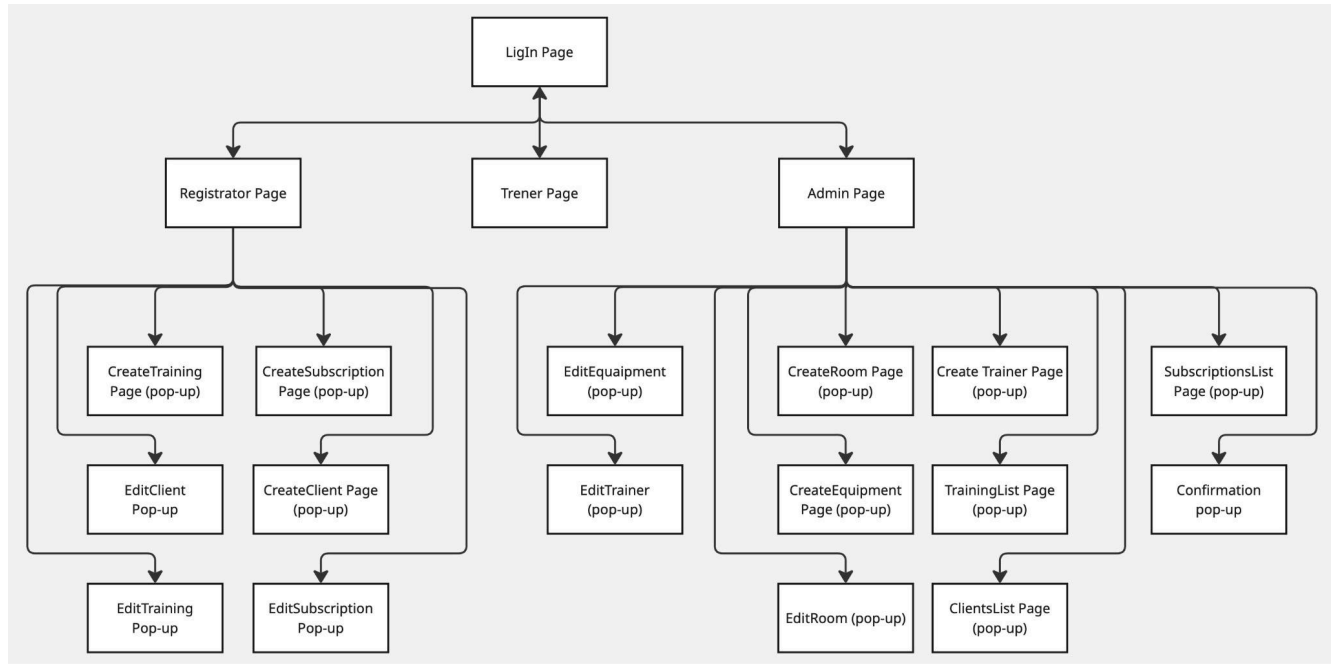 LigIn Page
Registrator Page
Trener Page
Admin Page
CreateTraining
Page (pop-up)
CreateSubscription
Page (pop-up)
EditEquaipment
(pop-up)
CreateRoom Page
(pop-up)
Create Trainer Page
(pop-up)
SubscriptionsList
Page (pop-up)
EditClient
Pop-up
CreateClient Page
(pop-up)
EditTrainer
(pop-up)
CreateEquipment
Page (pop-up)
TrainingList Page
(pop-up)
Confirmation
pop-up
EditTraining
Pop-up
EditSubscription
Pop-up
EditRoom (pop-up)
ClientsList Page
(pop-up)